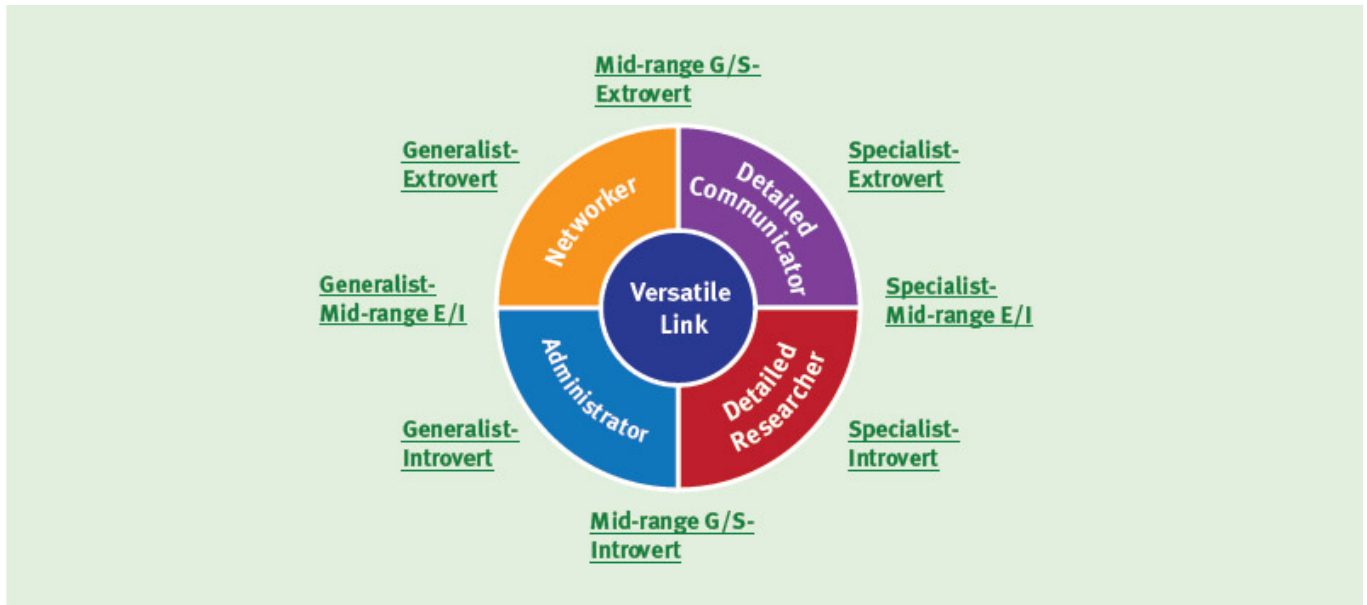 Mid-range G/S-
Extrovert
Generalist-
Extrovert
Specialist-
Extrovert
Networker
Detailed
Communicator
Generalist-
Mid-range E/I
Versatile
Link
Specialist-
Mid-range E/I
Administrator
Detailed
Researcher
Generalist-
Introvert
Specialist-
Introvert
Mid-range G/S-
Introvert